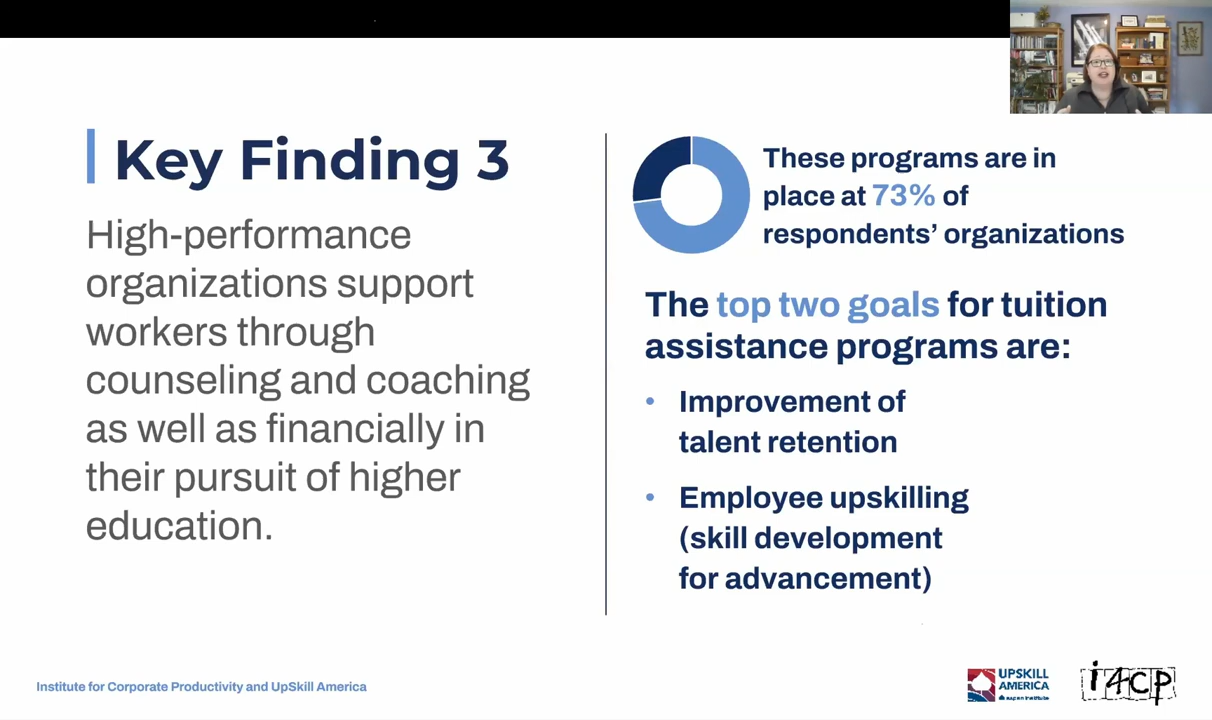 Key Finding 3
High-performance
organizations support
workers through
counseling and coaching
as well as financially in
their pursuit of higher
education.
These programs are in
place at 73% of
respondents’ organizations
The top two goals for tuition
assistance programs are:
• Improvement of
talent retention
• Employee upskilling
(skill development
for advancement)
Institute for Corporate Productivity and UpSkill America
UPSKILL
AMERICA
aspen institute
i4cp